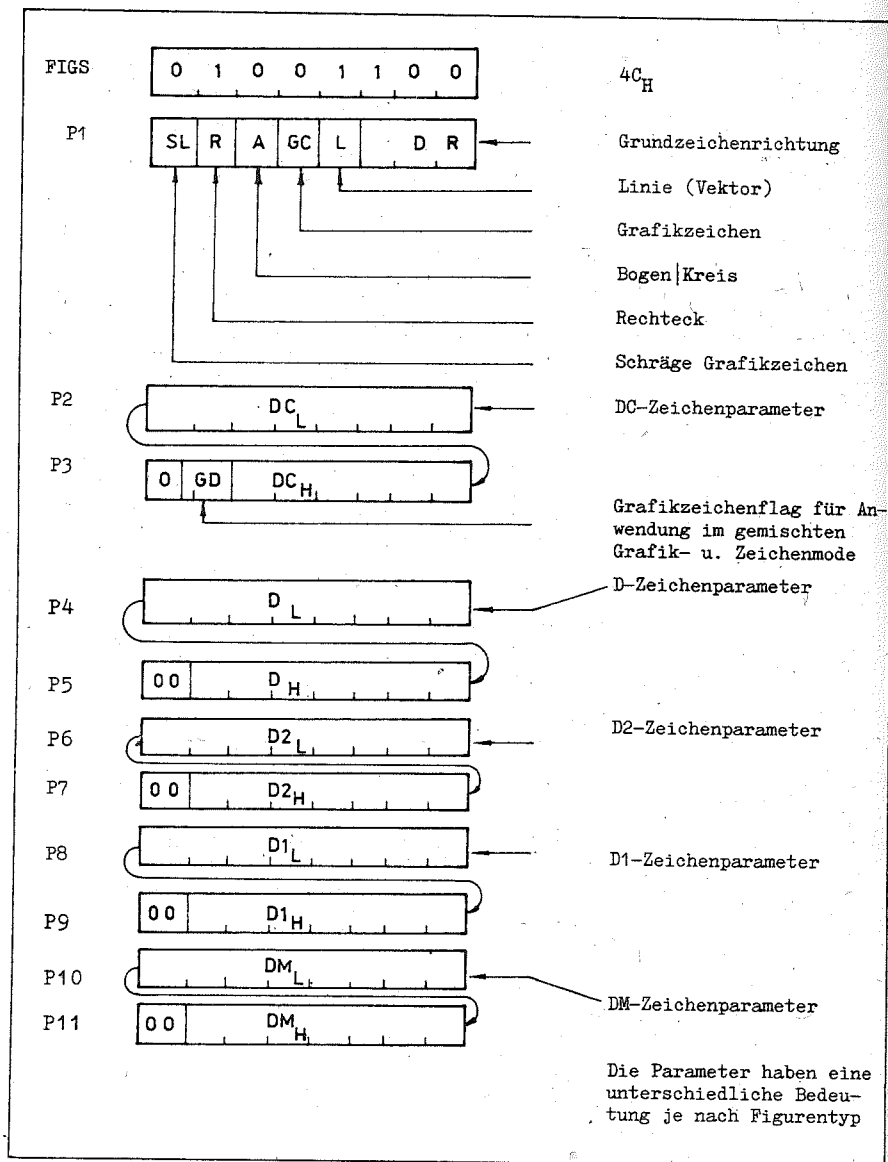 FIGS 0 1 0 0 1 1 0 0 4C_H
P1 SL R A GC L D R Grundzeichenrichtung
Linie (Vektor)
Grafikzeichen
Bogen|Kreis
Rechteck
Schräge Grafikzeichen
P2 DC_L DC-Zeichenparameter
P3 0 GD DC_H
Grafikzeichenflag für An-
wendung im gemischten
Grafik- u. Zeichenmode
P4 D_L D-Zeichenparameter
P5 00 D_H
P6 D2_L D2-Zeichenparameter
P7 00 D2_H
P8 D1_L D1-Zeichenparameter
P9 00 D1_H
P10 DM_L DM-Zeichenparameter
P11 00 DM_H
Die Parameter haben eine
unterschiedliche Bedeu-
tung je nach Figurentyp